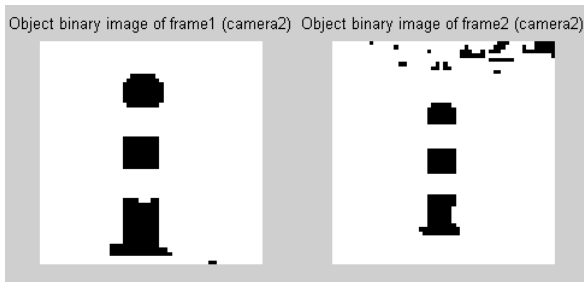 Object binary image of frame1 (camera2)
Object binary image of frame2 (camera2)